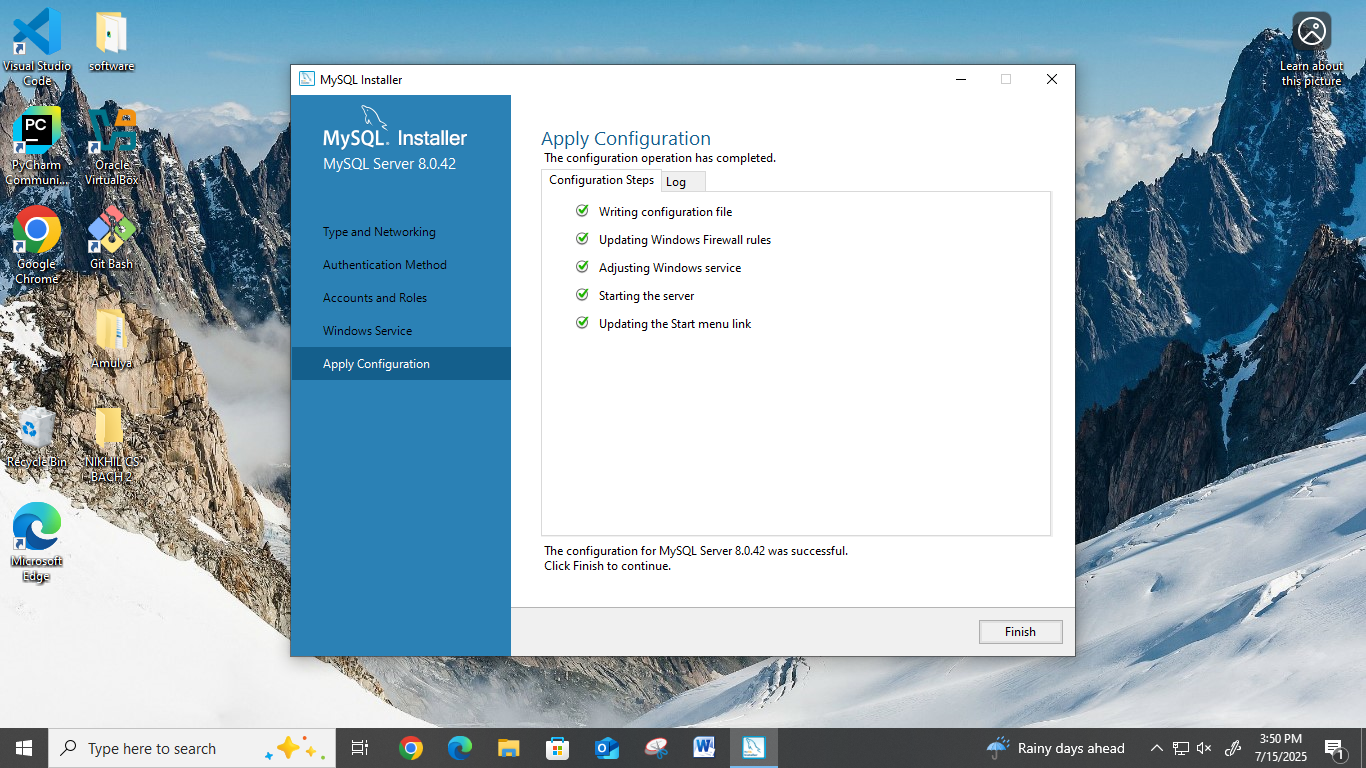 Visual Studio
Code
software
PC
PyCharm
Communi...
Oracle
VirtualBox
Google
Chrome
Git Bash
Amulya
Recycle Bin
NIKHIL CS
BACH 2
Microsoft
Edge
Learn about
this picture
MySQL Installer
MySQL. Installer
MySQL Server 8.0.42
Type and Networking
Authentication Method
Accounts and Roles
Windows Service
Apply Configuration
Apply Configuration
The configuration operation has completed.
Configuration Steps
Log
Writing configuration file
Updating Windows Firewall rules
Adjusting Windows service
Starting the server
Updating the Start menu link
The configuration for MySQL Server 8.0.42 was successful.
Click Finish to continue.
Finish
Type here to search
W
Rainy days ahead
3:50 PM
7/15/2025
1